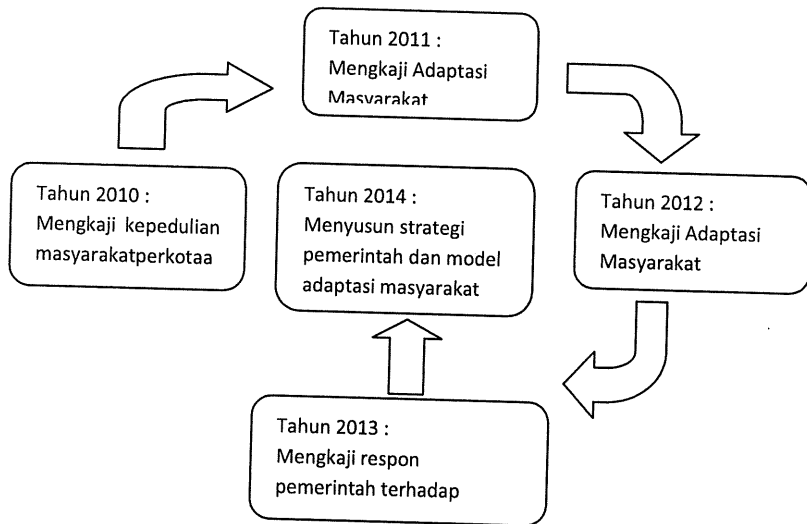 Tahun 2011 :
Mengkaji Adaptasi
Masyarakat
Tahun 2010 :
Mengkaji kepedulian
masyarakatperkotaa
Tahun 2014 :
Menyusun strategi
pemerintah dan model
adaptasi masyarakat
Tahun 2012 :
Mengkaji Adaptasi
Masyarakat
Tahun 2013 :
Mengkaji respon
pemerintah terhadap